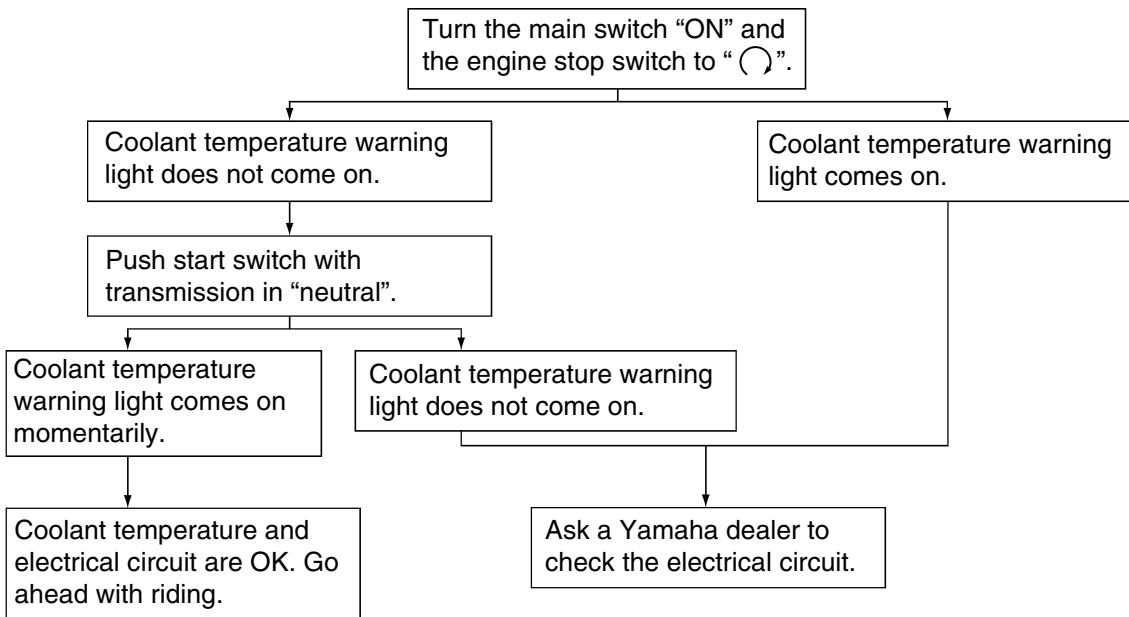 Turn the main switch “ON” and
the engine stop switch to “ ”.
Coolant temperature warning
light does not come on.
Coolant temperature warning
light comes on.
Push start switch with
transmission in “neutral”.
Coolant temperature
warning light comes on
momentarily.
Coolant temperature warning
light does not come on.
Coolant temperature and
electrical circuit are OK. Go
ahead with riding.
Ask a Yamaha dealer to
check the electrical circuit.